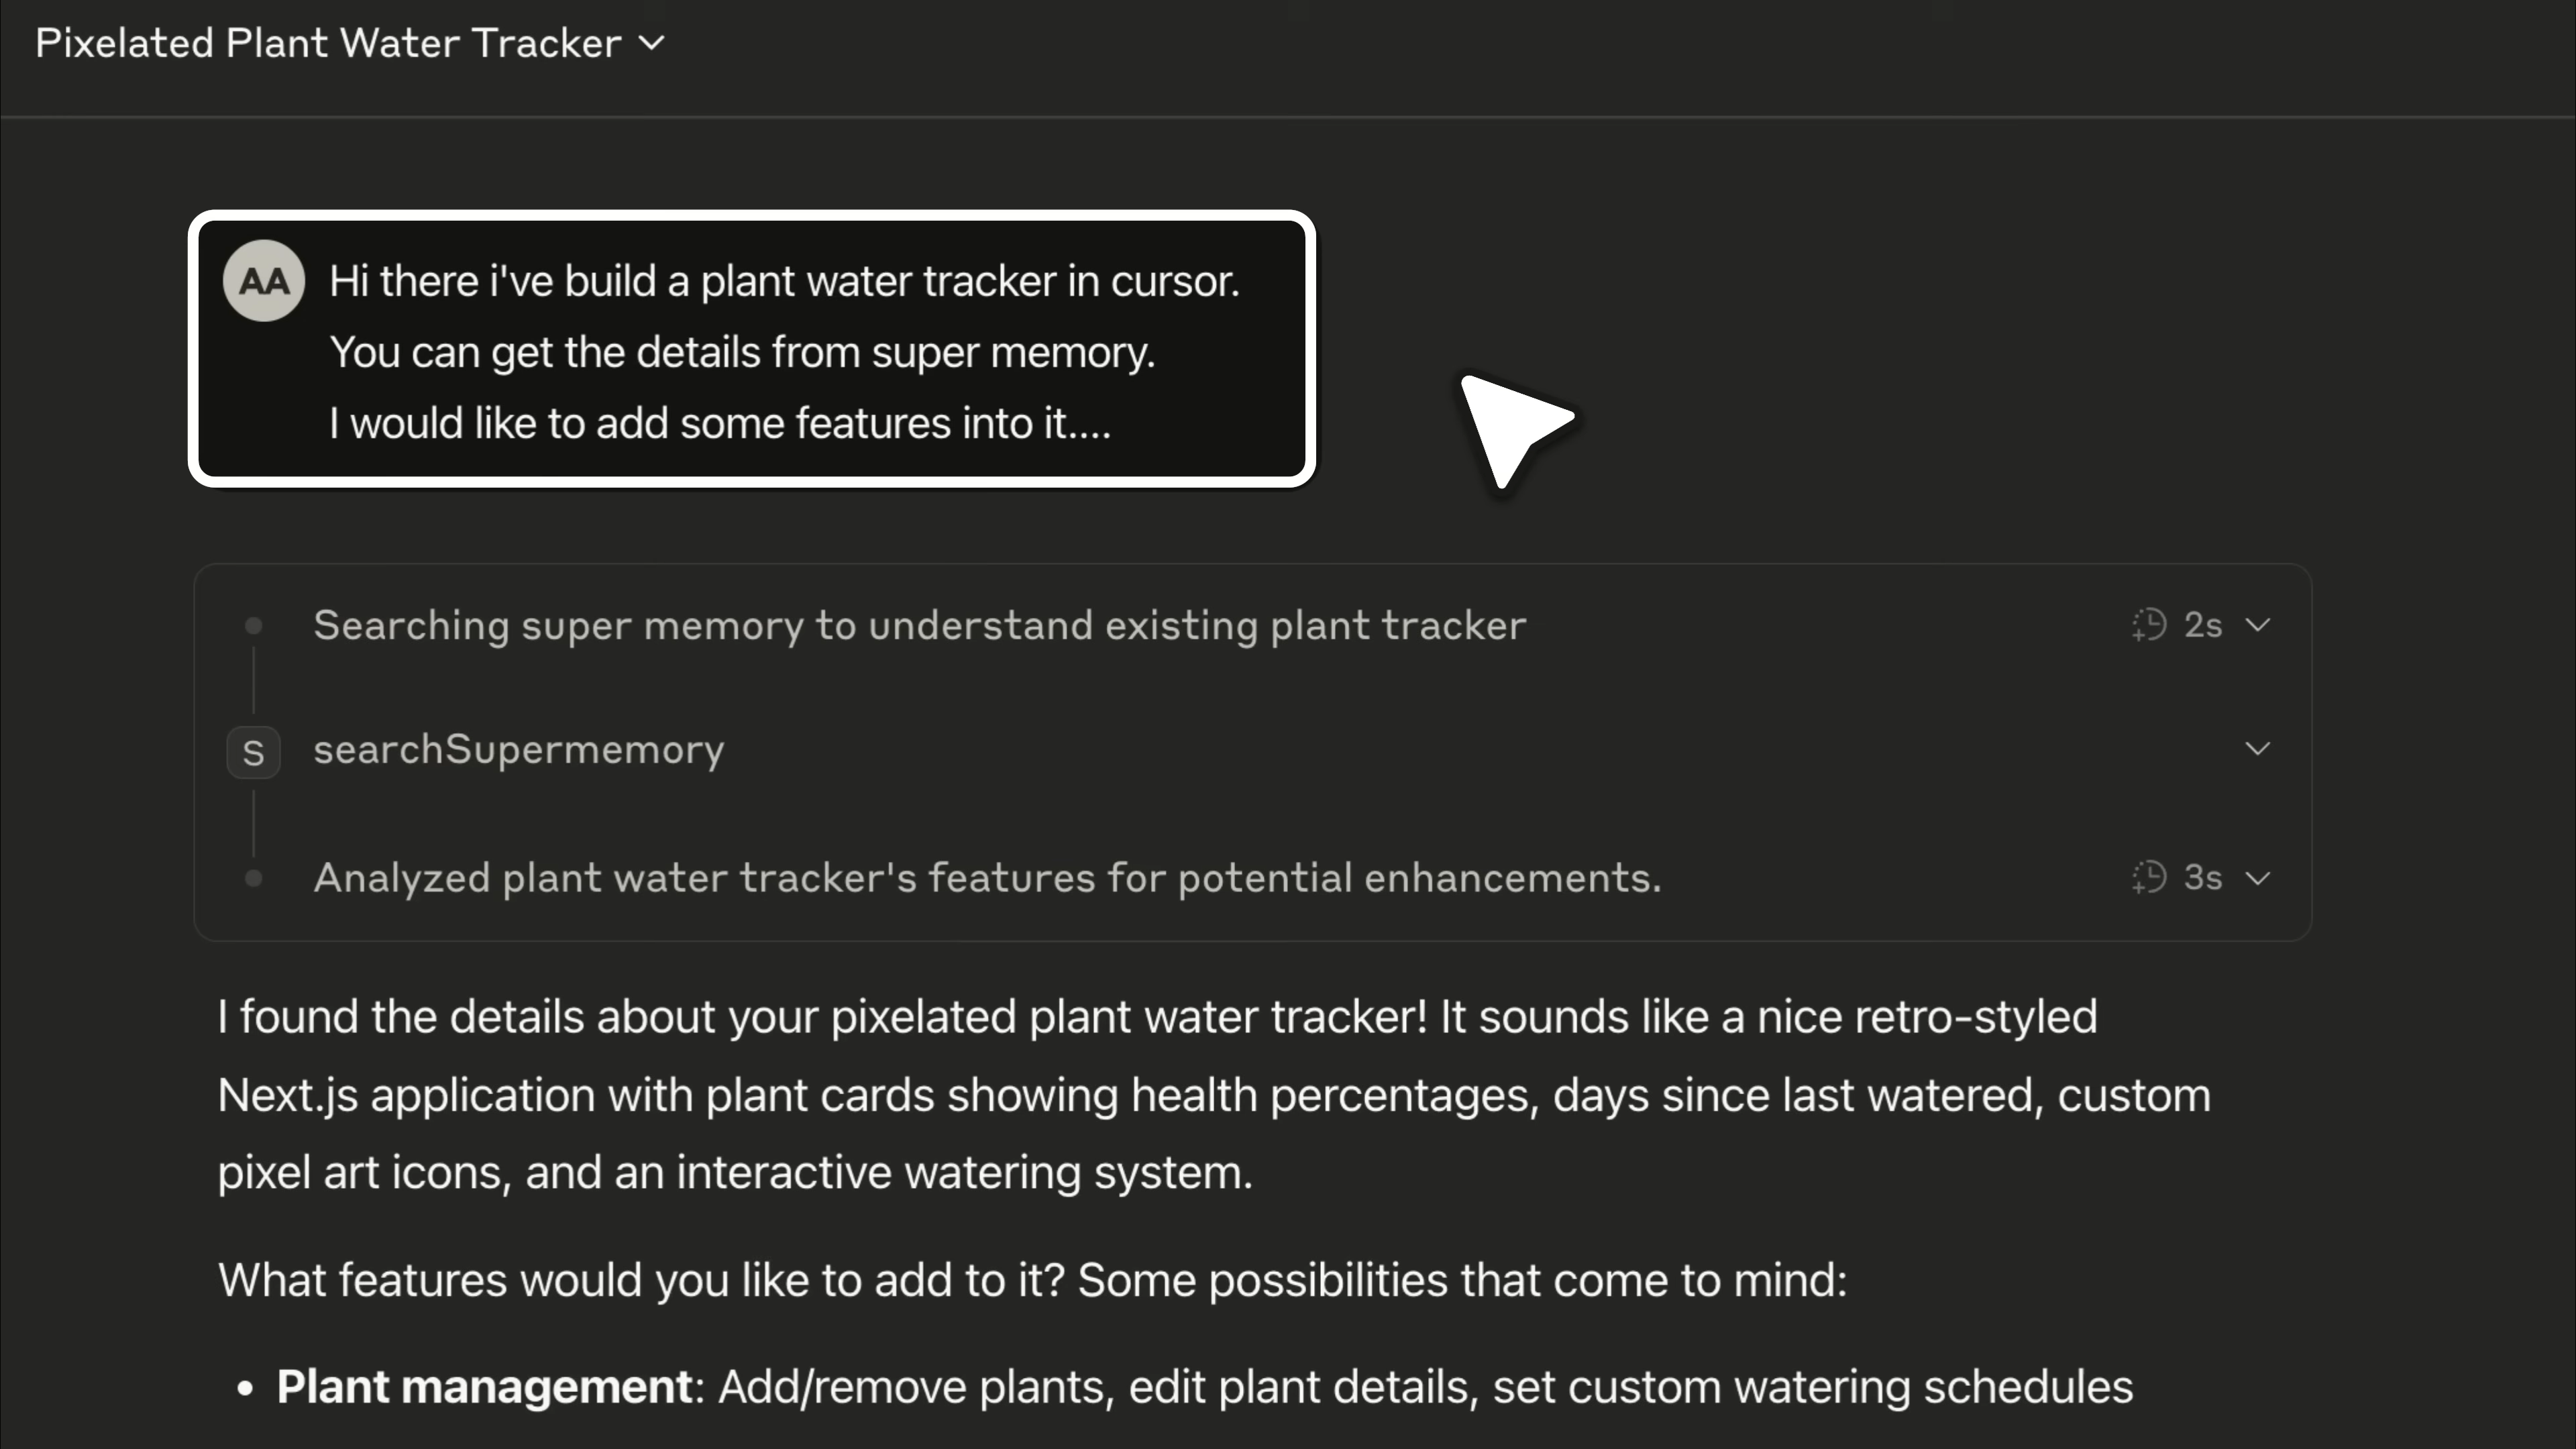 Pixelated Plant Water Tracker
AA
Hi there i've build a plant water tracker in cursor.
You can get the details from super memory.
I would like to add some features into it....
Searching super memory to understand existing plant tracker
2s
S
searchSupermemory
Analyzed plant water tracker's features for potential enhancements.
3s
I found the details about your pixelated plant water tracker! It sounds like a nice retro-styled
Next.js application with plant cards showing health percentages, days since last watered, custom
pixel art icons, and an interactive watering system.
What features would you like to add to it? Some possibilities that come to mind:
• Plant management: Add/remove plants, edit plant details, set custom watering schedules